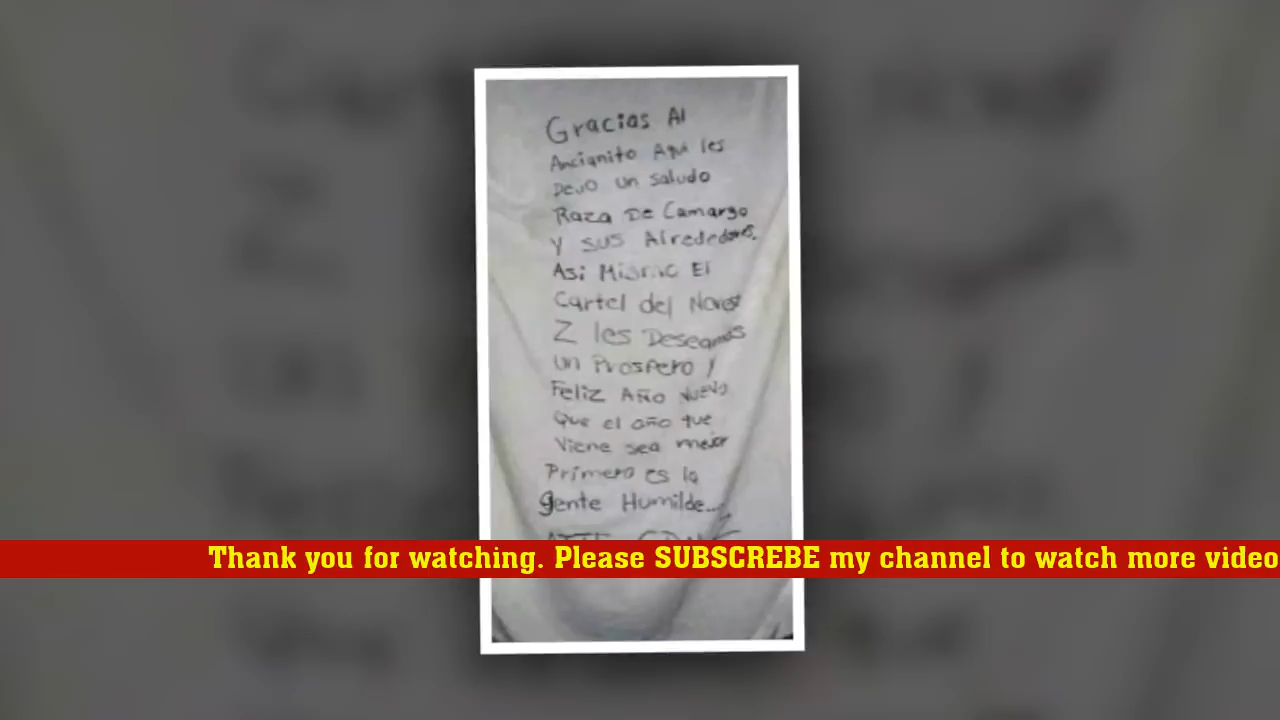 Gracias Al
Ancianito Aqui les
Dejo un saludo
Raza De Camargo
y sus Alrededores.
Asi Mismo El
Cartel del Norest
Z les Deseamos
un Prospero y
Feliz Año Nuevo
Que el año que
Viene sea mejor
Primero es la
gente Humilde...
Thank you for watching. Please SUBSCREBE my channel to watch more video